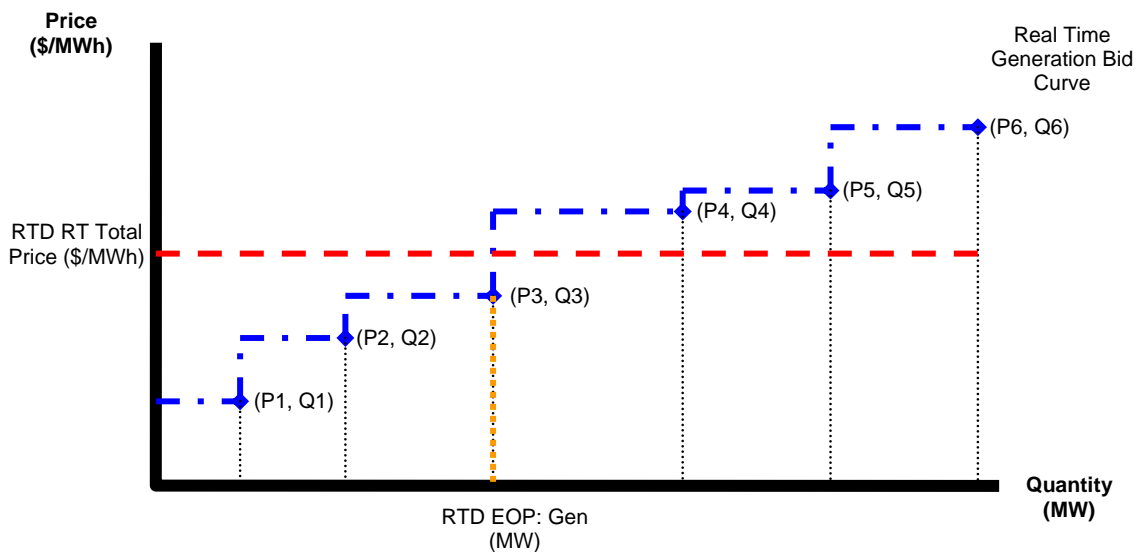 Price
($/MWh)
Real Time
Generation Bid
Curve
(P6, Q6)
(P5, Q5)
(P4, Q4)
RTD RT Total
Price ($/MWh)
(P3, Q3)
(P2, Q2)
(P1, Q1)
Quantity
(MW)
RTD EOP: Gen
(MW)